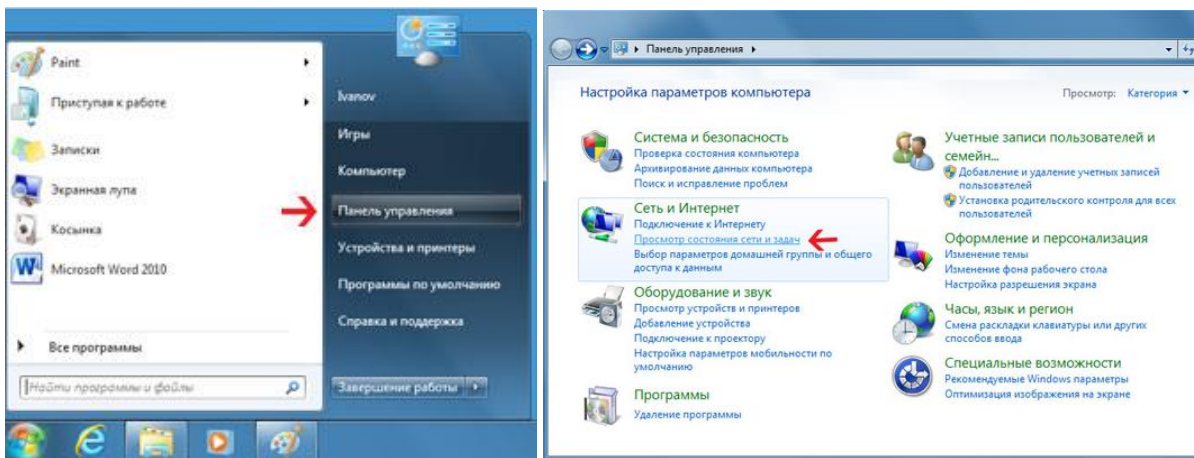 Paint
Приступая к работе
Записки
Экранная лупа
Косынка
Microsoft Word 2010
Все программы
Найти программы и файлы
Ivanov
Игры
Компьютер
Панель управления
Устройства и принтеры
Программы по умолчанию
Справка и поддержка
Завершение работы
Панель управления
Настройка параметров компьютера
Просмотр: Категория
Система и безопасность
Проверка состояния компьютера
Архивирование данных компьютера
Поиск и исправление проблем
Сеть и Интернет
Подключение к Интернету
Просмотр состояния сети и задач
Выбор параметров домашней группы и общего
доступа к данным
Оборудование и звук
Просмотр устройств и принтеров
Добавление устройства
Подключение к проектору
Настройка параметров мобильности по
умолчанию
Программы
Удаление программы
Учетные записи пользователей и
семейн...
Добавление и удаление учетных записей
пользователей
Установка родительского контроля для всех
пользователей
Оформление и персонализация
Изменение темы
Изменение фона рабочего стола
Настройка разрешения экрана
Часы, язык и регион
Смена раскладки клавиатуры или других
способов ввода
Специальные возможности
Рекомендуемые Windows параметры
Оптимизация изображения на экране